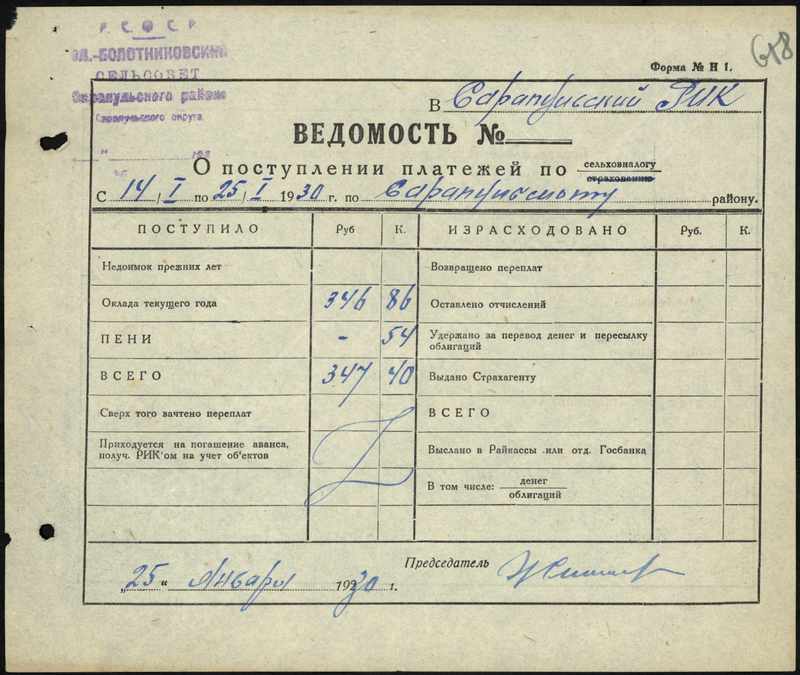 Р. С. Ф. С. Р.
ЯЛ.-БОЛОТНИКОВСКИЙ
СЕЛЬСОВЕТ
Сарапульского района
Сарапульского округа
618
Форма № Н 1.
В Сарапульский РИК
ВЕДОМОСТЬ №
О поступлении платежей по сельхозналогу страхованию
С 14/I по 25/I 1930 г. по Сарапульскому району.
ПОСТУПИЛО Руб К. ИЗРАСХОДОВАНО Руб. К.
Недоимок прежних лет Возвращено переплат
Оклада текущего года 346 86 Оставлено отчислений
ПЕНИ - 54 Удержано за перевод денег и пересылку
облигаций
ВСЕГО 347 40 Выдано Страхагенту
Сверх того зачтено переплат ВСЕГО
Приходуется на погашение аванса,
получ. РИК'ом на учет об'ектов Выслано в Райкассы или отд. Госбанка
В том числе: денег
облигаций
Председатель
„25“ Января 1930 г.